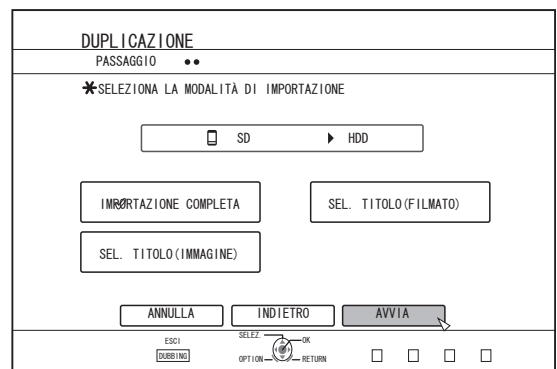 DUPLICAZIONE
PASSAGGIO
SELEZIONA LA MODALITÀ DI IMPORTAZIONE
SD HDD
IMPORTAZIONE COMPLETA SEL. TITOLO(FILMATO)
SEL. TITOLO(IMMAGINE)
ANNULLA INDIETRO AVVIA
ESCI SELEZ. OK
DUBBING OPTION RETURN